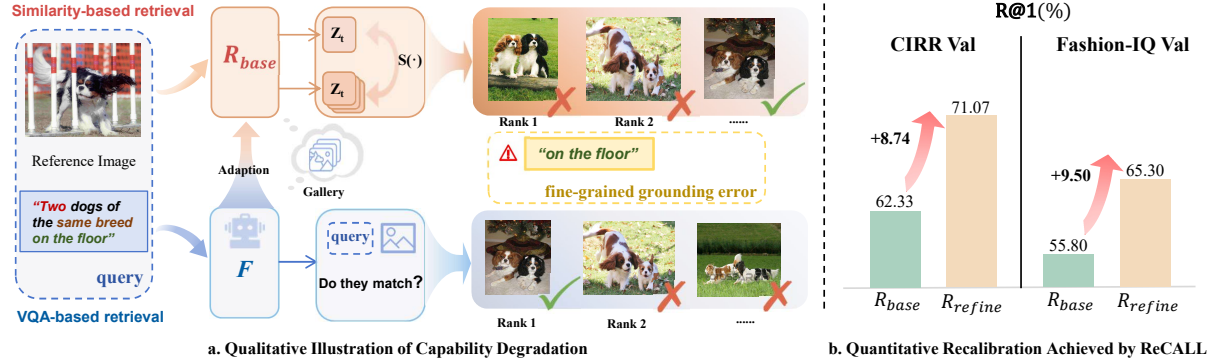 Similarity-based retrieval
Reference Image
“Two dogs of
the same breed
on the floor”
query
VQA-based retrieval
R_base
Z_t
Z_t
S(·)
Adaption
Gallery
F
query
Do they match?
Rank 1
Rank 2
......
“on the floor”
fine-grained grounding error
Rank 1
Rank 2
......
a. Qualitative Illustration of Capability Degradation
R@1(%)
CIRR Val
Fashion-IQ Val
+8.74
71.07
62.33
+9.50
65.30
55.80
R_base
R_refine
R_base
R_refine
b. Quantitative Recalibration Achieved by ReCALL